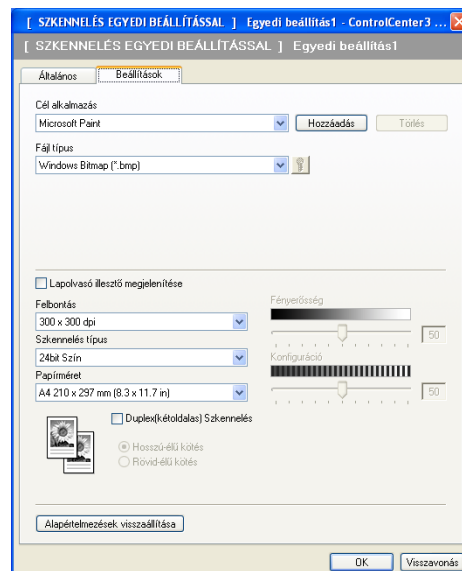 [ SZKENNELÉS EGYEDI BEÁLLÍTÁSSAL ] Egyedi beállítás1 - ControlCenter3 ...
[ SZKENNELÉS EGYEDI BEÁLLÍTÁSSAL ] Egyedi beállítás1
Általános Beállítások
Cél alkalmazás
Microsoft Paint Hozzáadás Törlés
Fájl típus
Windows Bitmap (*.bmp)
Lapolvasó illesztő megjelenítése
Felbontás Fényerősség
300 x 300 dpi 50
Szkennelés típus
24bit Szín Konfiguráció
Papírméret
A4 210 x 297 mm (8.3 x 11.7 in) 50
Duplex(kétoldalas) Szkennelés
Hosszú-élű kötés
Rövid-élű kötés
Alapértelmezések visszaállítása
OK Visszavonás